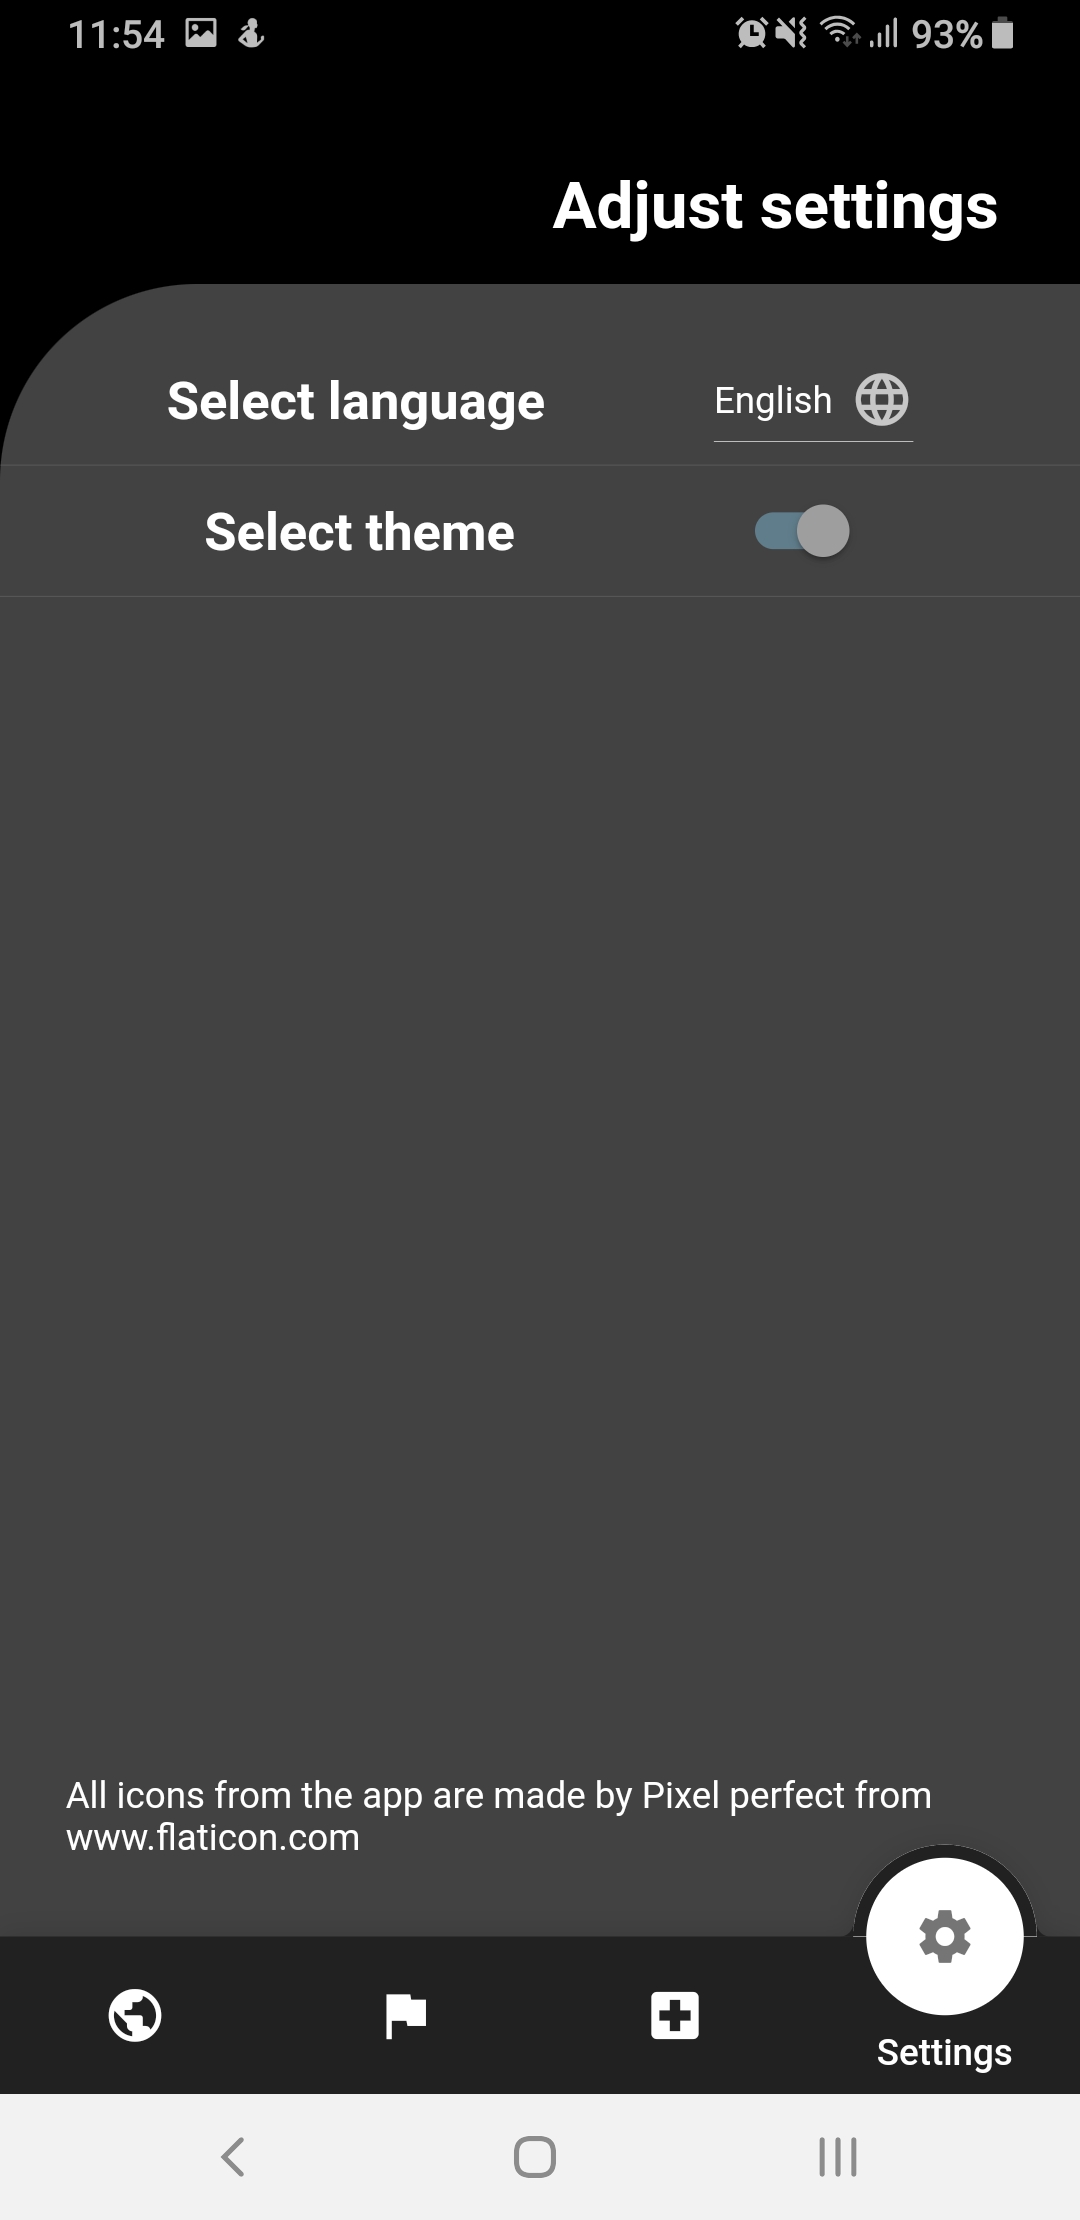 11:54 93%
Adjust settings
Select language English
Select theme
All icons from the app are made by Pixel perfect from
www.flaticon.com
Settings